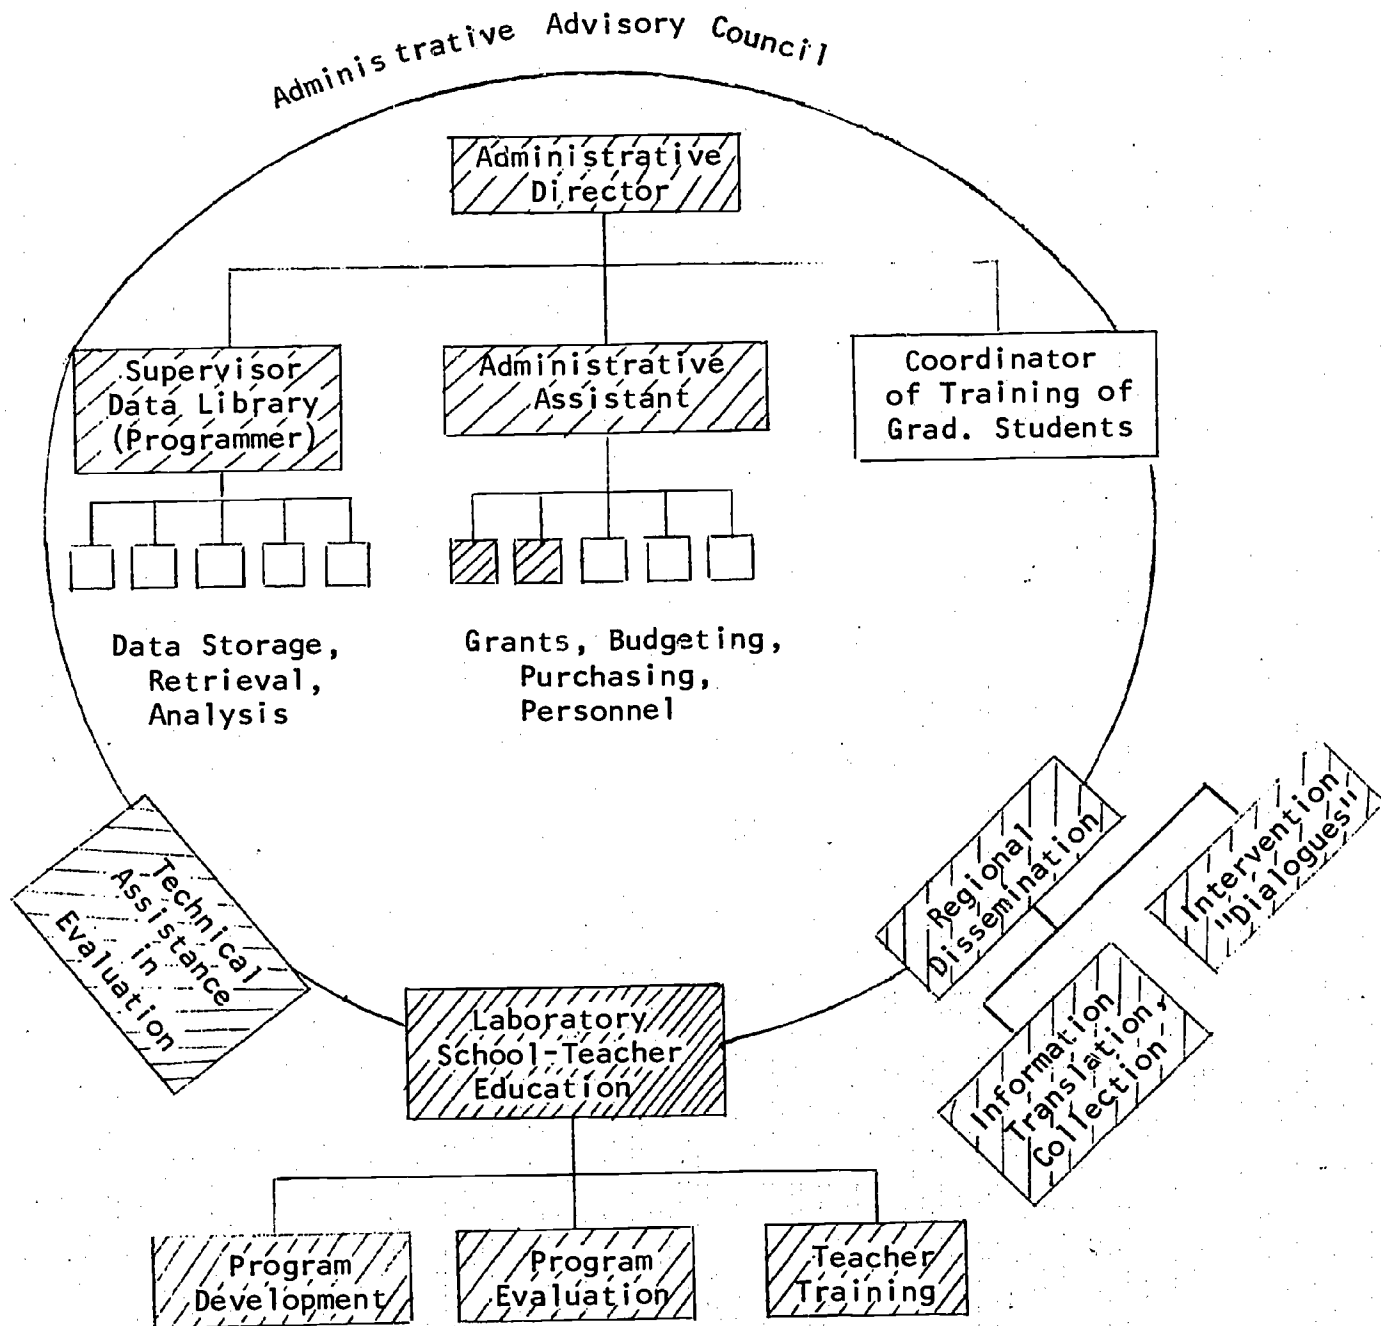 Administrative Advisory Council
Administrative
Director
Supervisor
Data Library
(Programmer)
Administrative
Assistant
Coordinator
of Training of
Grad. Students
Data Storage,
Retrieval,
Analysis
Grants, Budgeting,
Purchasing,
Personnel
Technical
Assistance
in
Evaluation
Regional
Dissemination
Intervention
"Dialogues"
Information
Translation,
Collection
Laboratory
School-Teacher
Education
Program
Development
Program
Evaluation
Teacher
Training